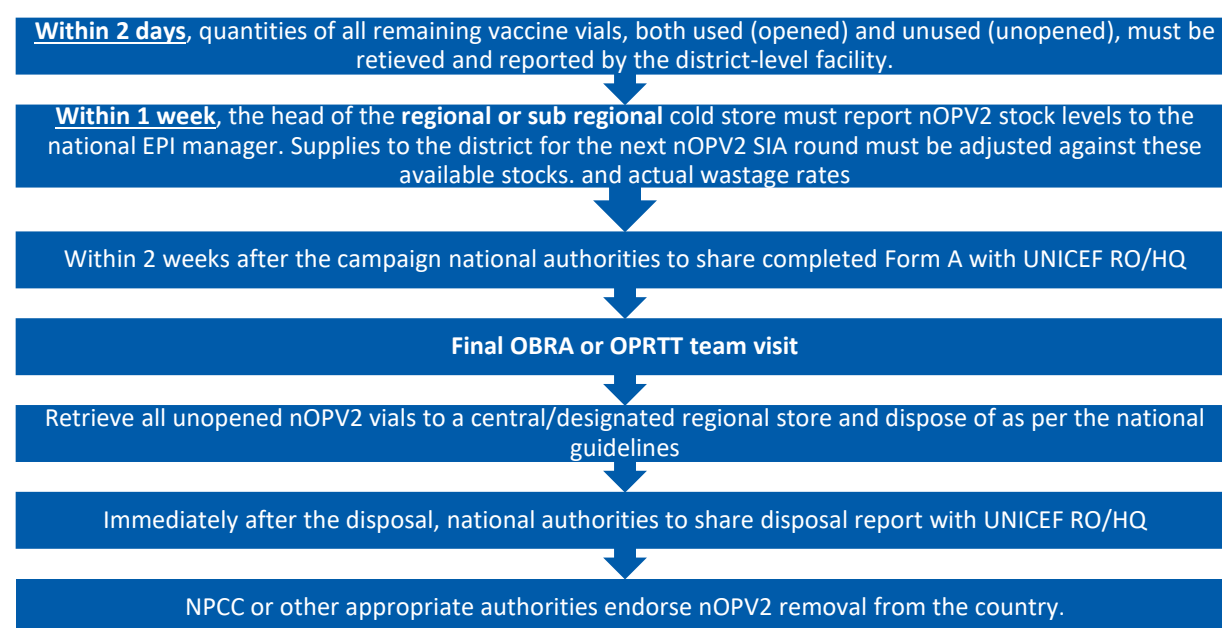 Within 2 days, quantities of all remaining vaccine vials, both used (opened) and unused (unopened), must be
retieved and reported by the district-level facility.
Within 1 week, the head of the regional or sub regional cold store must report nOPV2 stock levels to the
national EPI manager. Supplies to the district for the next nOPV2 SIA round must be adjusted against these
available stocks. and actual wastage rates
Within 2 weeks after the campaign national authorities to share completed Form A with UNICEF RO/HQ
Final OBRA or OPRTT team visit
Retrieve all unopened nOPV2 vials to a central/designated regional store and dispose of as per the national
guidelines
Immediately after the disposal, national authorities to share disposal report with UNICEF RO/HQ
NPCC or other appropriate authorities endorse nOPV2 removal from the country.